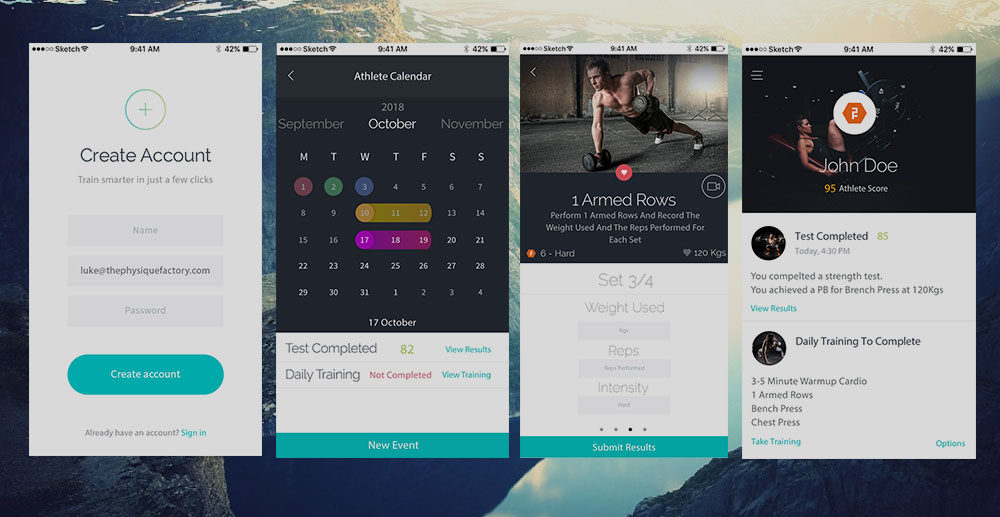 Sketch 9:41 AM 42%
Create Account
Train smarter in just a few clicks
Name
luke@thephysiquefactory.com
Password
Create account
Already have an account? Sign in
Sketch 9:41 AM 42%
Athlete Calendar
2018
September October November
M T W T F S S
1 2 3 4 5 6 7
8 9 10 11 12 13 14
15 16 17 18 19 20 21
22 23 24 25 26 27 28
29 30 31 1 2 3 4
17 October
Test Completed 82 View Results
Daily Training Not Completed View Training
New Event
Sketch 9:41 AM 42%
1 Armed Rows
Perform 1 Armed Rows And Record The
Weight Used And The Reps Performed For
Each Set
6 - Hard 120 Kgs
Set 3/4
Weight Used
Kgs
Reps
Reps Performed
Intensity
Hard
Submit Results
Sketch 9:41 AM 42%
John Doe
95 Athlete Score
Test Completed 85
Today, 4:30 PM
You compelted a strength test.
You achieved a PB for Brench Press at 120Kgs
View Results
Daily Training To Complete
3-5 Minute Warmup Cardio
1 Armed Rows
Bench Press
Chest Press
Take Training Options